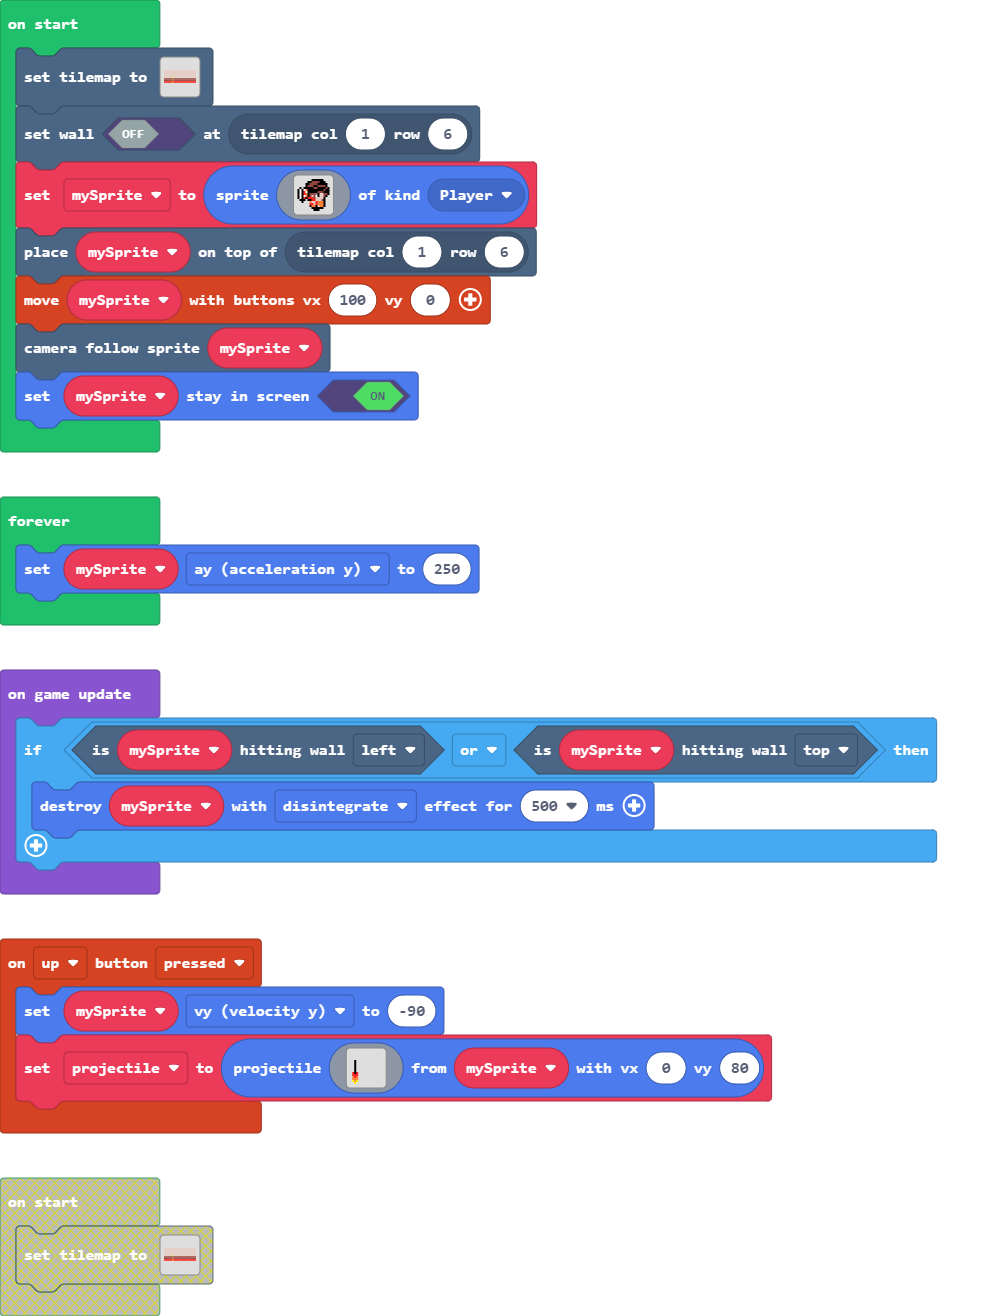 on start
set tilemap to
set wall OFF at tilemap col 1 row 6
set mySprite to sprite of kind Player
place mySprite on top of tilemap col 1 row 6
move mySprite with buttons vx 100 vy 0
camera follow sprite mySprite
set mySprite stay in screen ON
forever
set mySprite ay (acceleration y) to 250
on game update
if is mySprite hitting wall left or is mySprite hitting wall top then
destroy mySprite with disintegrate effect for 500 ms
on up button pressed
set mySprite vy (velocity y) to -90
set projectile to projectile from mySprite with vx 0 vy 80
on start
set tilemap to